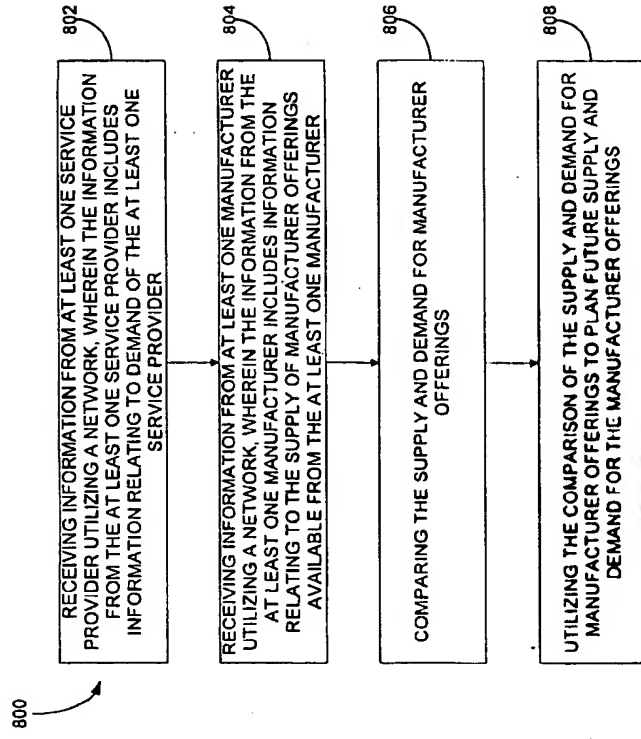 800
RECEIVING INFORMATION FROM AT LEAST ONE SERVICE
PROVIDER UTILIZING A NETWORK, WHEREIN THE INFORMATION
FROM THE AT LEAST ONE SERVICE PROVIDER INCLUDES
INFORMATION RELATING TO DEMAND OF THE AT LEAST ONE
SERVICE PROVIDER
802
RECEIVING INFORMATION FROM AT LEAST ONE MANUFACTURER
UTILIZING A NETWORK, WHEREIN THE INFORMATION FROM THE
AT LEAST ONE MANUFACTURER INCLUDES INFORMATION
RELATING TO THE SUPPLY OF MANUFACTURER OFFERINGS
AVAILABLE FROM THE AT LEAST ONE MANUFACTURER
804
COMPARING THE SUPPLY AND DEMAND FOR MANUFACTURER
OFFERINGS
806
UTILIZING THE COMPARISON OF THE SUPPLY AND DEMAND FOR
MANUFACTURER OFFERINGS TO PLAN FUTURE SUPPLY AND
DEMAND FOR THE MANUFACTURER OFFERINGS
808